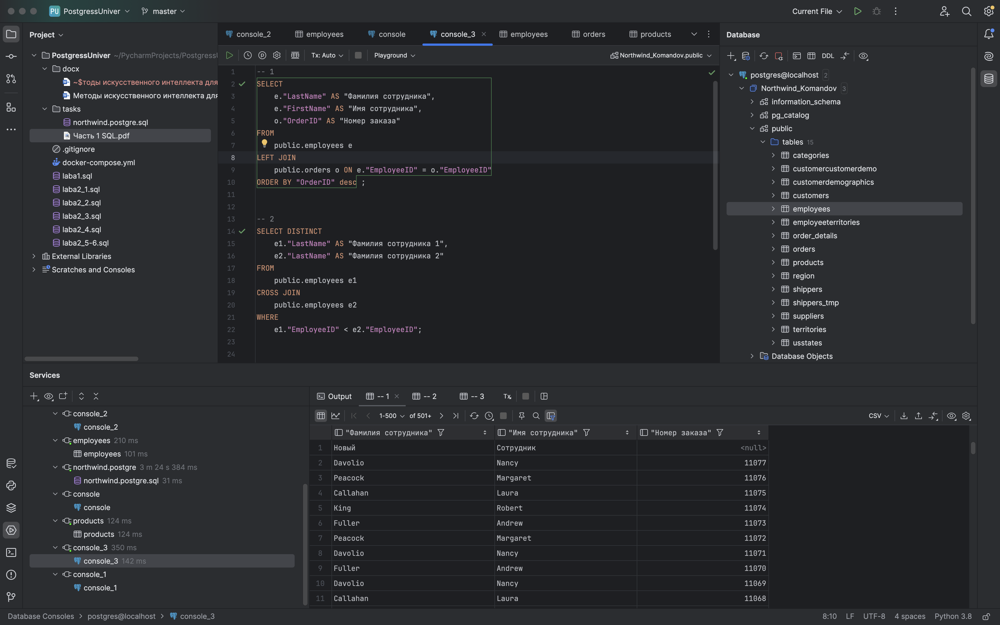 PU PostgressUniver master Current File
Project
PostgressUniver ~/PycharmProjects/PostgressU
docx
~$тоды искусственного интеллекта для
Методы искусственного интеллекта для
tasks
northwind.postgre.sql
Часть 1 SQL.pdf
.gitignore
docker-compose.yml
laba1.sql
laba2_1.sql
laba2_2.sql
laba2_3.sql
laba2_4.sql
laba2_5-6.sql
External Libraries
Scratches and Consoles
console_2 employees console console_3 employees orders products
Tx: Auto Playground Northwind_Komandov.public
1 -- 1
2 SELECT
3 e."LastName" AS "Фамилия сотрудника",
4 e."FirstName" AS "Имя сотрудника",
5 o."OrderID" AS "Номер заказа"
6 FROM
7 public.employees e
8 LEFT JOIN
9 public.orders o ON e."EmployeeID" = o."EmployeeID"
10 ORDER BY "OrderID" desc ;
11
12
13 -- 2
14 SELECT DISTINCT
15 e1."LastName" AS "Фамилия сотрудника 1",
16 e2."LastName" AS "Фамилия сотрудника 2"
17 FROM
18 public.employees e1
19 CROSS JOIN
20 public.employees e2
21 WHERE
22 e1."EmployeeID" < e2."EmployeeID";
23
24
Database
DDL
postgres@localhost 2
Northwind_Komandov 3
information_schema
pg_catalog
public
tables 15
categories
customercustomerdemo
customerdemographics
customers
employees
employeeterritories
order_details
orders
products
region
shippers
shippers_tmp
suppliers
territories
usstates
Database Objects
Services
console_2
console_2
employees 210 ms
employees 101 ms
northwind.postgre 3 m 24 s 384 ms
northwind.postgre.sql 31 ms
console
console
products 124 ms
products 124 ms
console_3 350 ms
console_3 142 ms
console_1
console_1
Output -- 1 -- 2 -- 3 Tx
1-500 of 501+ CSV
"Фамилия сотрудника" "Имя сотрудника" "Номер заказа"
1 Новый Сотрудник <null>
2 Davolio Nancy 11077
3 Peacock Margaret 11076
4 Callahan Laura 11075
5 King Robert 11074
6 Fuller Andrew 11073
7 Peacock Margaret 11072
8 Davolio Nancy 11071
9 Fuller Andrew 11070
10 Davolio Nancy 11069
11 Callahan Laura 11068
Database Consoles > postgres@localhost > console_3 8:10 LF UTF-8 4 spaces Python 3.8